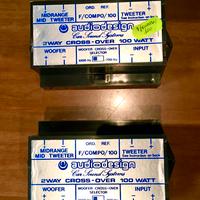 MIDRANGE
MID TWEETER
ORD. REF.
F/COMPO/100
TWEETER
audiodesign
Car Sound Systems
2WAY CROSS-OVER 100 WATT
WOOFER
WOOFER CROSS-OVER
SELECTOR
INPUT
MIDRANGE
MID TWEETER
ORD. REF.
F/COMPO/100
TWEETER
audiodesign
Car Sound Systems
2WAY CROSS-OVER 100 WATT
WOOFER
WOOFER CROSS-OVER
SELECTOR
INPUT